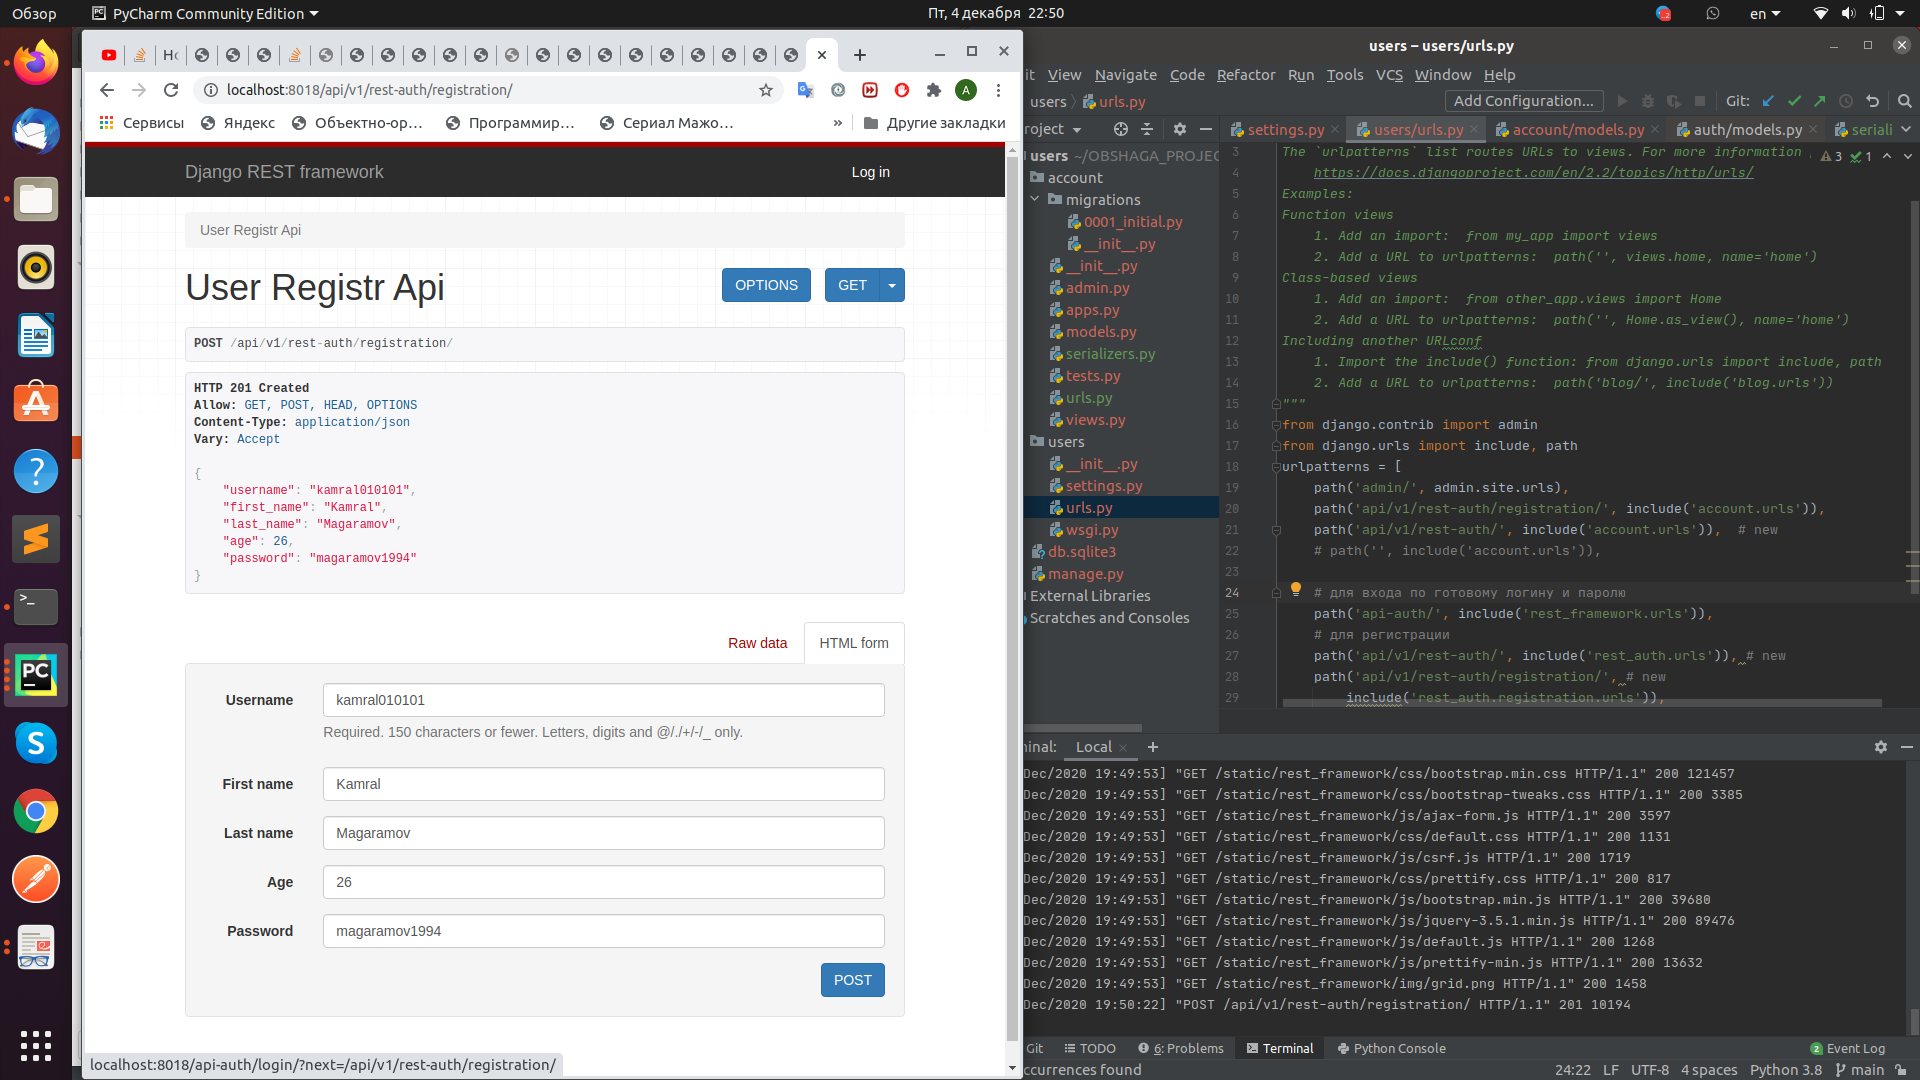 Обзор
PyCharm Community Edition
Пт, 4 декабря 22:50
en
localhost:8018/api/v1/rest-auth/registration/
A
Сервисы
Яндекс
Объектно-ор...
Программир...
Сериал Мажо...
»
Другие закладки
Django REST framework
Log in
User Registr Api
User Registr Api
OPTIONS
GET
POST /api/v1/rest-auth/registration/
HTTP 201 Created
Allow: GET, POST, HEAD, OPTIONS
Content-Type: application/json
Vary: Accept
{
"username": "kamral010101",
"first_name": "Kamral",
"last_name": "Magaramov",
"age": 26,
"password": "magaramov1994"
}
Raw data
HTML form
Username
kamral010101
Required. 150 characters or fewer. Letters, digits and @/./+/-/_ only.
First name
Kamral
Last name
Magaramov
Age
26
Password
magaramov1994
POST
localhost:8018/api-auth/login/?next=/api/v1/rest-auth/registration/
users – users/urls.py
it View Navigate Code Refactor Run Tools VCS Window Help
users
urls.py
Add Configuration...
Git:
roject
settings.py
users/urls.py
account/models.py
auth/models.py
seriali
users ~/OBSHAGA_PROJEC
account
migrations
0001_initial.py
__init__.py
__init__.py
admin.py
apps.py
models.py
serializers.py
tests.py
urls.py
views.py
users
__init__.py
settings.py
urls.py
wsgi.py
db.sqlite3
manage.py
External Libraries
Scratches and Consoles
3 1
3 The `urlpatterns` list routes URLs to views. For more information
4 https://docs.djangoproject.com/en/2.2/topics/http/urls/
5 Examples:
6 Function views
7 1. Add an import:  from my_app import views
8 2. Add a URL to urlpatterns:  path('', views.home, name='home')
9 Class-based views
10 1. Add an import:  from other_app.views import Home
11 2. Add a URL to urlpatterns:  path('', Home.as_view(), name='home')
12 Including another URLconf
13 1. Import the include() function: from django.urls import include, path
14 2. Add a URL to urlpatterns:  path('blog/', include('blog.urls'))
15 """
16 from django.contrib import admin
17 from django.urls import include, path
18 urlpatterns = [
19 path('admin/', admin.site.urls),
20 path('api/v1/rest-auth/registration/', include('account.urls')),
21 path('api/v1/rest-auth/', include('account.urls')),  # new
22 # path('', include('account.urls')),
23
24 # для входа по готовому логину и паролю
25 path('api-auth/', include('rest_framework.urls')),
26 # для регистрации
27 path('api/v1/rest-auth/', include('rest_auth.urls')), # new
28 path('api/v1/rest-auth/registration/', # new
29 include('rest_auth.registration.urls')),
ninal: Local
Dec/2020 19:49:53] "GET /static/rest_framework/css/bootstrap.min.css HTTP/1.1" 200 121457
Dec/2020 19:49:53] "GET /static/rest_framework/css/bootstrap-tweaks.css HTTP/1.1" 200 3385
Dec/2020 19:49:53] "GET /static/rest_framework/js/ajax-form.js HTTP/1.1" 200 3597
Dec/2020 19:49:53] "GET /static/rest_framework/css/default.css HTTP/1.1" 200 1131
Dec/2020 19:49:53] "GET /static/rest_framework/js/csrf.js HTTP/1.1" 200 1719
Dec/2020 19:49:53] "GET /static/rest_framework/css/prettify.css HTTP/1.1" 200 817
Dec/2020 19:49:53] "GET /static/rest_framework/js/bootstrap.min.js HTTP/1.1" 200 39680
Dec/2020 19:49:53] "GET /static/rest_framework/js/jquery-3.5.1.min.js HTTP/1.1" 200 89476
Dec/2020 19:49:53] "GET /static/rest_framework/js/default.js HTTP/1.1" 200 1268
Dec/2020 19:49:53] "GET /static/rest_framework/js/prettify-min.js HTTP/1.1" 200 13632
Dec/2020 19:49:53] "GET /static/rest_framework/img/grid.png HTTP/1.1" 200 1458
Dec/2020 19:50:22] "POST /api/v1/rest-auth/registration/ HTTP/1.1" 201 10194
Git TODO 6: Problems Terminal Python Console 2 Event Log
ccurrences found
24:22 LF UTF-8 4 spaces Python 3.8 main